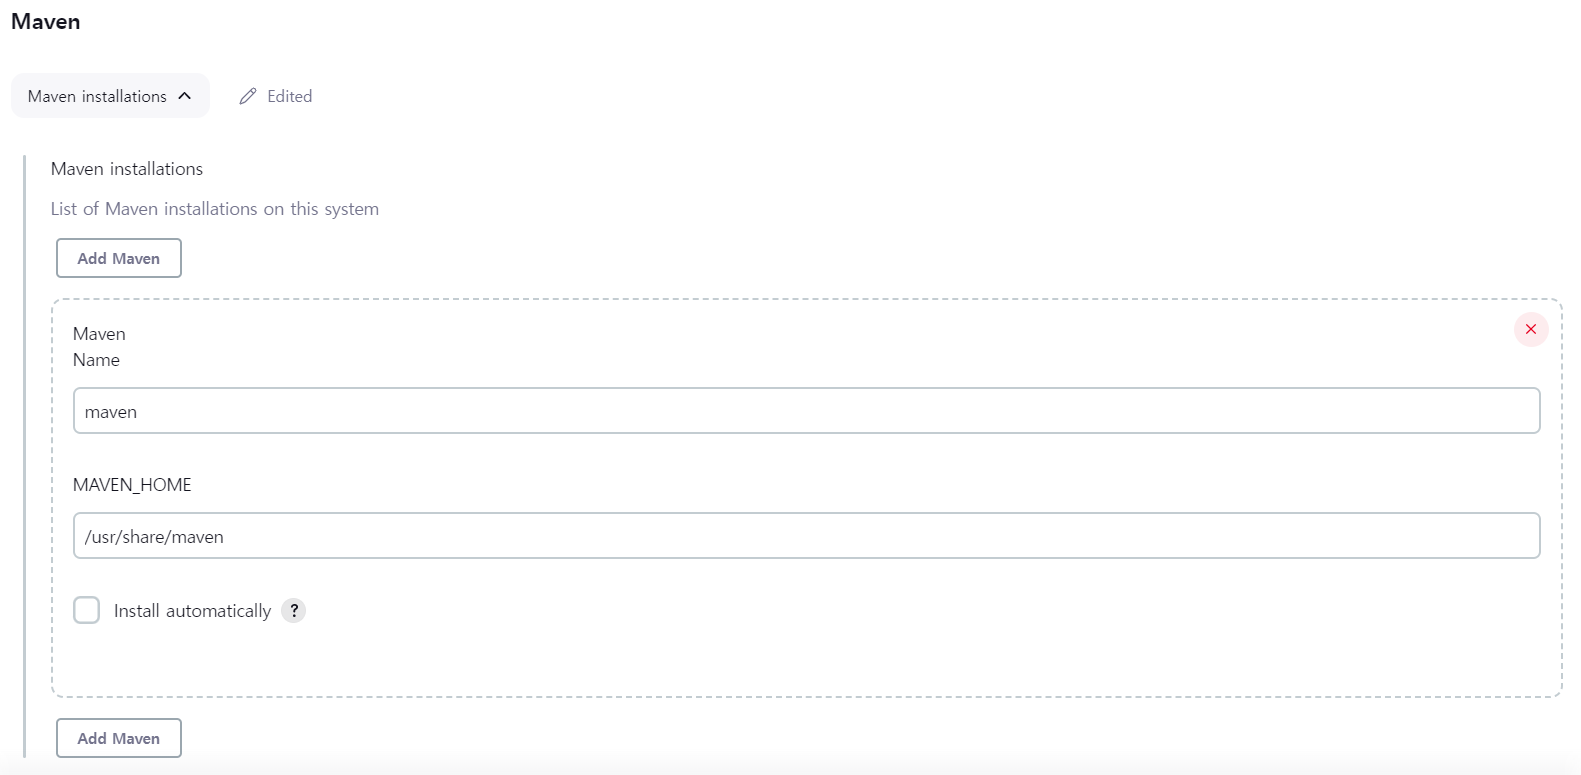 Maven
Maven installations
Edited
Maven installations
List of Maven installations on this system
Add Maven
Maven
Name
maven
MAVEN_HOME
/usr/share/maven
Install automatically ?
Add Maven